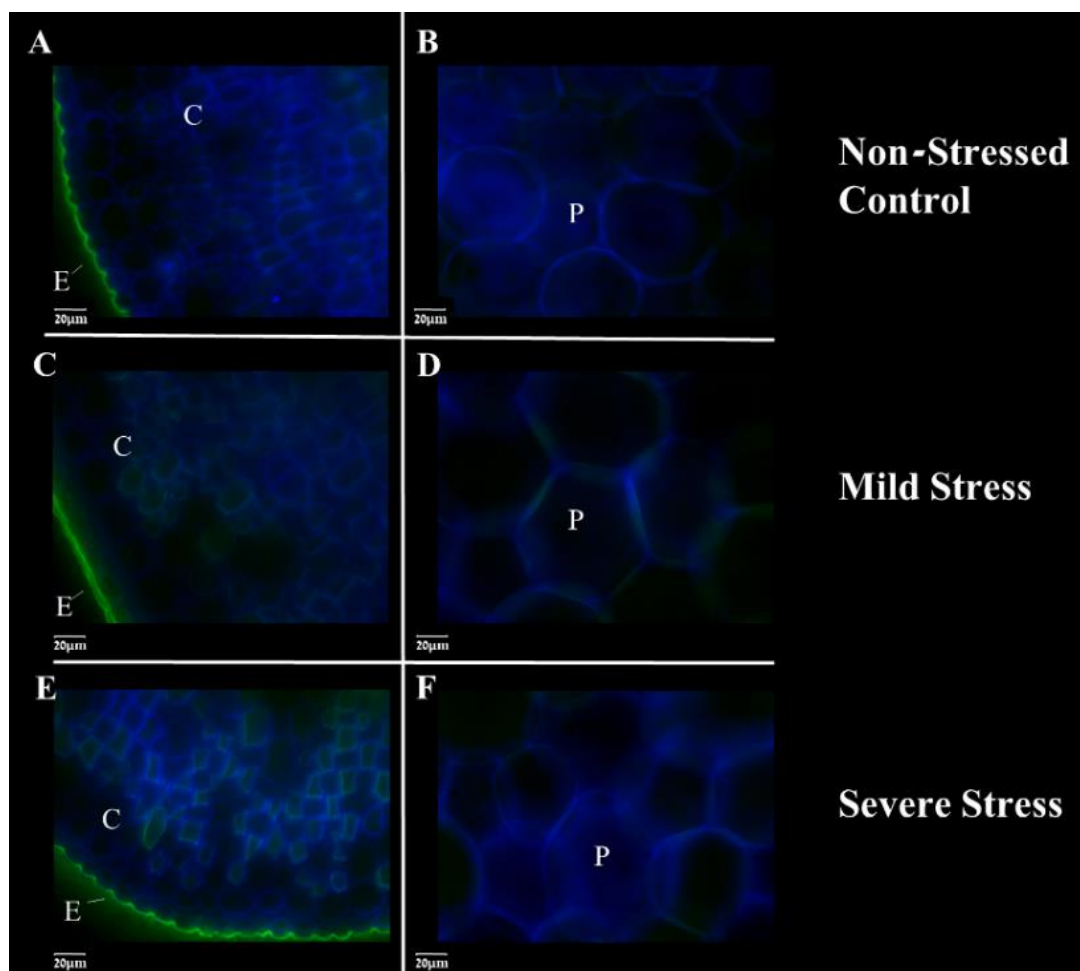 A
B
C
P
Non-Stressed
Control
E
20µm
20µm
C
D
C
P
Mild Stress
E
20µm
20µm
E
F
C
P
Severe Stress
E
20µm
20µm